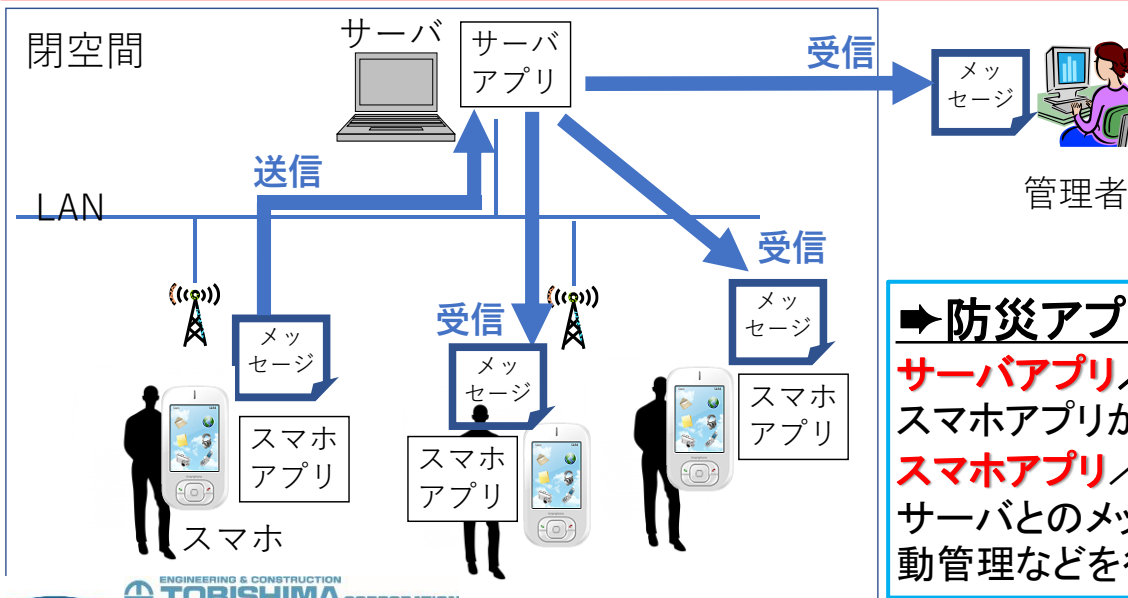 閉空間
サーバ
サーバ
アプリ
受信
メッ
セージ
管理者
送信
LAN
受信
受信
メッ
セージ
メッ
セージ
メッ
セージ
スマホ
アプリ
スマホ
アプリ
スマホ
アプリ
スマホ
➡防災アプ
サーバアプリ／
スマホアプリか
スマホアプリ／
サーバとのメッ
動管理などを
ENGINEERING & CONSTRUCTION
TOBISHIMA CORPORATION